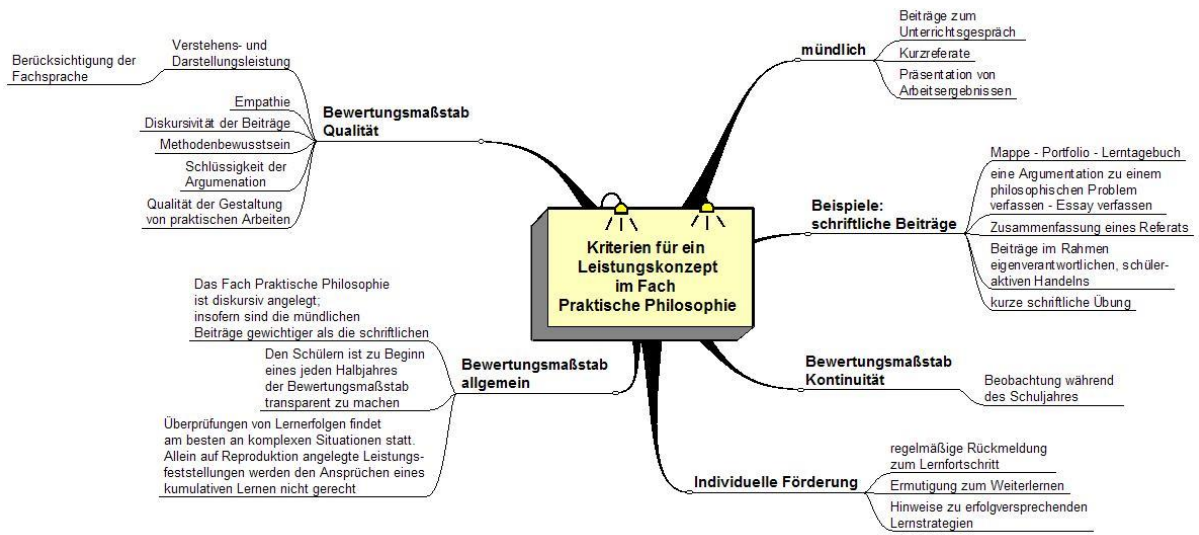 Kriterien für ein
Leistungskonzept
im Fach
Praktische Philosophie
mündlich
Beiträge zum
Unterrichtsgespräch
Kurzreferate
Präsentation von
Arbeitsergebnissen
Beispiele:
schriftliche Beiträge
Mappe - Portfolio - Lerntagebuch
eine Argumentation zu einem
philosophischen Problem
verfassen - Essay verfassen
Zusammenfassung eines Referats
Beiträge im Rahmen
eigenverantwortlichen, schüler-
aktiven Handelns
kurze schriftliche Übung
Bewertungsmaßstab
Kontinuität
Beobachtung während
des Schuljahres
Individuelle Förderung
regelmäßige Rückmeldung
zum Lernfortschritt
Ermutigung zum Weiterlernen
Hinweise zu erfolgversprechenden
Lernstrategien
Bewertungsmaßstab
allgemein
Das Fach Praktische Philosophie
ist diskursiv angelegt;
insofern sind die mündlichen
Beiträge gewichtiger als die schriftlichen
Den Schülern ist zu Beginn
eines jeden Halbjahres
der Bewertungsmaßstab
transparent zu machen
Überprüfungen von Lernerfolgen findet
am besten an komplexen Situationen statt.
Allein auf Reproduktion angelegte Leistungs-
feststellungen werden den Ansprüchen eines
kumulativen Lernen nicht gerecht
Bewertungsmaßstab
Qualität
Verstehens- und
Darstellungsleistung
Berücksichtigung der
Fachsprache
Empathie
Diskursivität der Beiträge
Methodenbewusstsein
Schlüssigkeit der
Argumenation
Qualität der Gestaltung
von praktischen Arbeiten